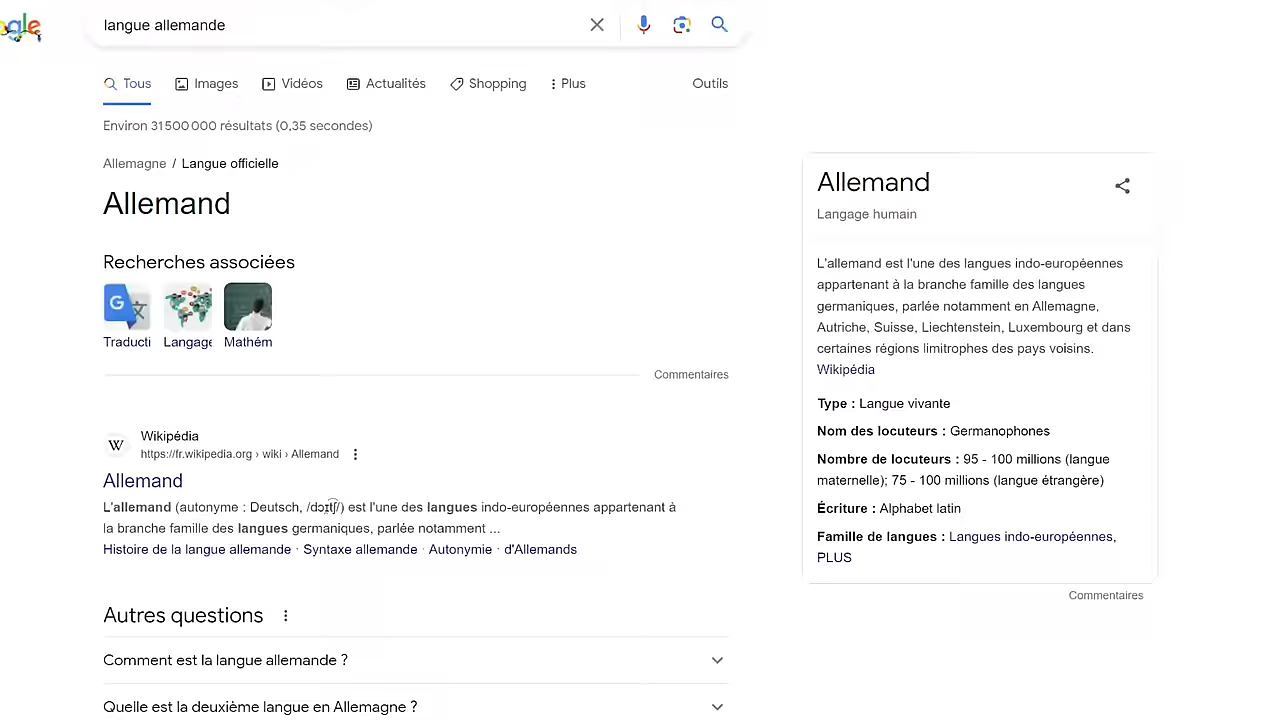 langue allemande
Tous Images Vidéos Actualités Shopping Plus Outils
Environ 31 500 000 résultats (0,35 secondes)
Allemagne / Langue officielle
Allemand
Recherches associées
Traducti Langage Mathém
Commentaires
Wikipédia
https://fr.wikipedia.org › wiki › Allemand
Allemand
L'allemand (autonyme : Deutsch, /dɔɪ̯t͡ʃ/) est l'une des langues indo-européennes appartenant à
la branche famille des langues germaniques, parlée notamment ...
Histoire de la langue allemande · Syntaxe allemande · Autonymie · d'Allemands
Autres questions
Comment est la langue allemande ?
Quelle est la deuxième langue en Allemagne ?
Allemand
Langage humain
L'allemand est l'une des langues indo-européennes
appartenant à la branche famille des langues
germaniques, parlée notamment en Allemagne,
Autriche, Suisse, Liechtenstein, Luxembourg et dans
certaines régions limitrophes des pays voisins.
Wikipédia
Type : Langue vivante
Nom des locuteurs : Germanophones
Nombre de locuteurs : 95 - 100 millions (langue
maternelle); 75 - 100 millions (langue étrangère)
Écriture : Alphabet latin
Famille de langues : Langues indo-européennes,
PLUS
Commentaires